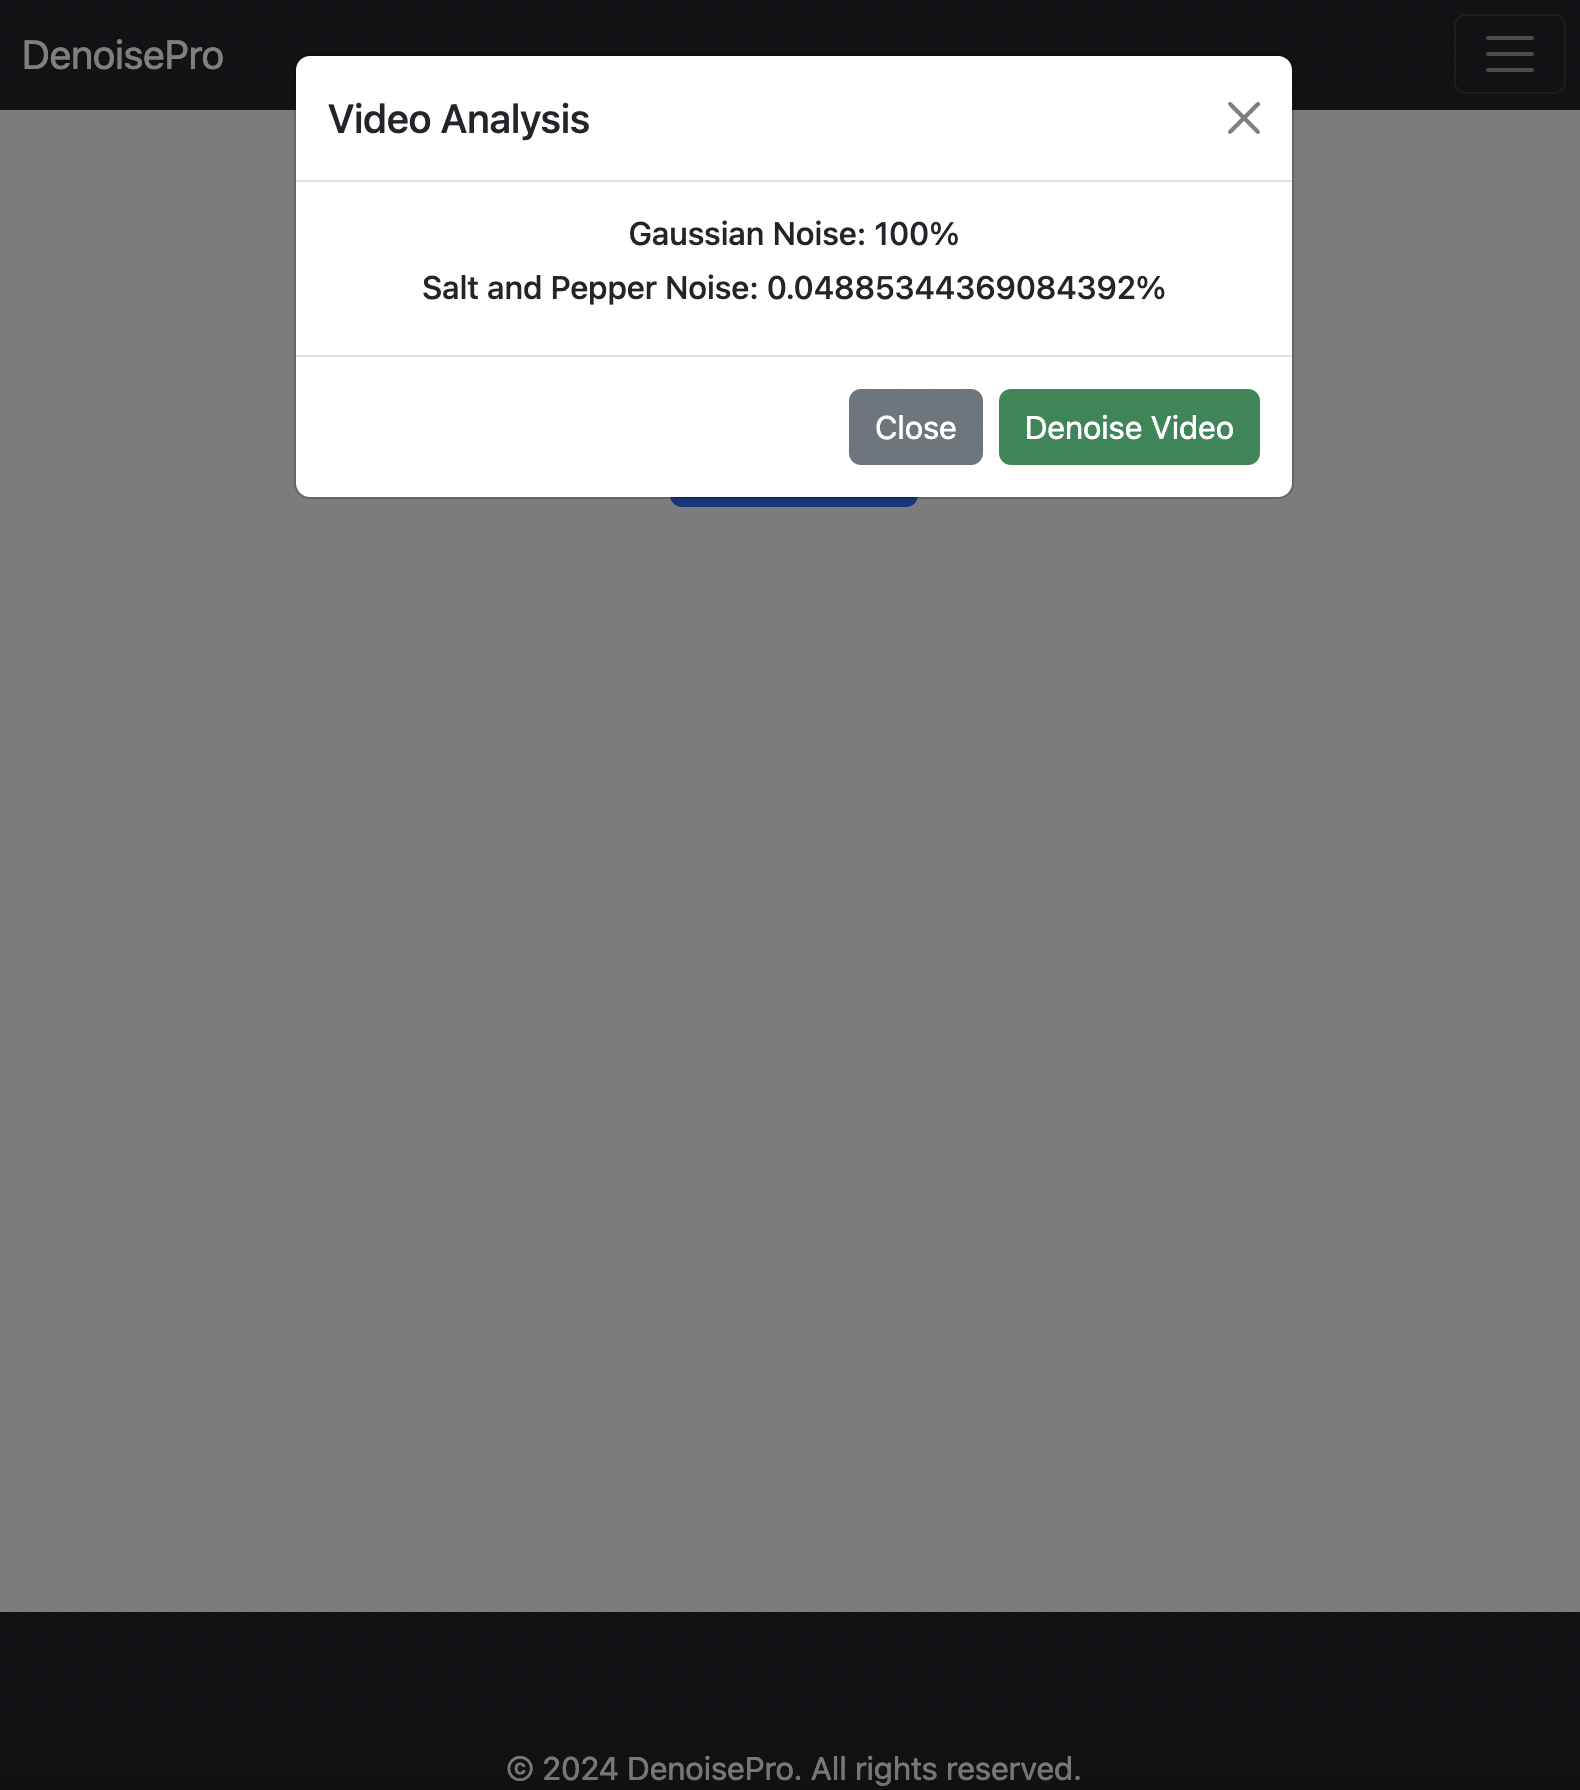 DenoisePro
Video Analysis
Gaussian Noise: 100%
Salt and Pepper Noise: 0.04885344369084392%
Close
Denoise Video
© 2024 DenoisePro. All rights reserved.